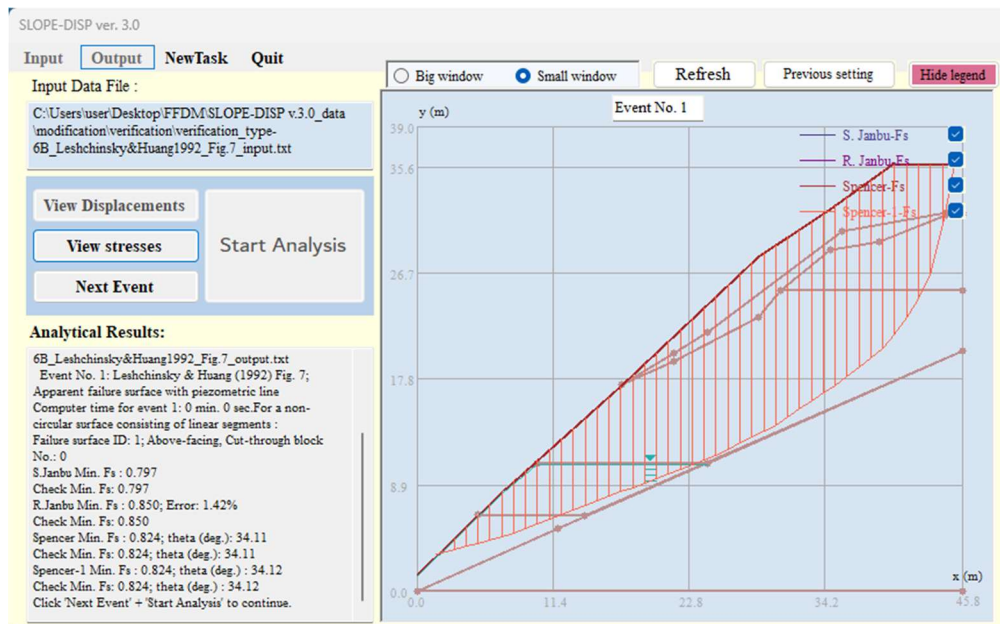 SLOPE-DISP ver. 3.0
Input Output NewTask Quit
Input Data File :
C:\Users\user\Desktop\FFDM\SLOPE-DISP v.3.0_data
\modification\verification\verification_type-
6B_Leshchinsky&Huang1992_Fig.7_input.txt
View Displacements
View stresses
Next Event
Start Analysis
Analytical Results:
6B_Leshchinsky&Huang1992_Fig.7_output.txt
Event No. 1: Leshchinsky & Huang (1992) Fig. 7;
Apparent failure surface with piezometric line
Computer time for event 1: 0 min. 0 sec.For a non-
circular surface consisting of linear segments :
Failure surface ID: 1; Above-facing, Cut-through block
No.: 0
S.Janbu Min. Fs : 0.797
Check Min. Fs: 0.797
R.Janbu Min. Fs : 0.850; Error: 1.42%
Check Min. Fs: 0.850
Spencer Min. Fs : 0.824; theta (deg.): 34.11
Check Min. Fs: 0.824; theta (deg.): 34.11
Spencer-1 Min. Fs : 0.824; theta (deg.) : 34.12
Check Min. Fs: 0.824; theta (deg.) : 34.12
Click 'Next Event' + 'Start Analysis' to continue.
Big window Small window Refresh Previous setting Hide legend
y (m)
Event No. 1
S. Janbu-Fs
R. Janbu-Fs
Spencer-Fs
Spencer-1-Fs
39.0
35.6
26.7
17.8
8.9
0.0
x (m)
0.0 11.4 22.8 34.2 45.8